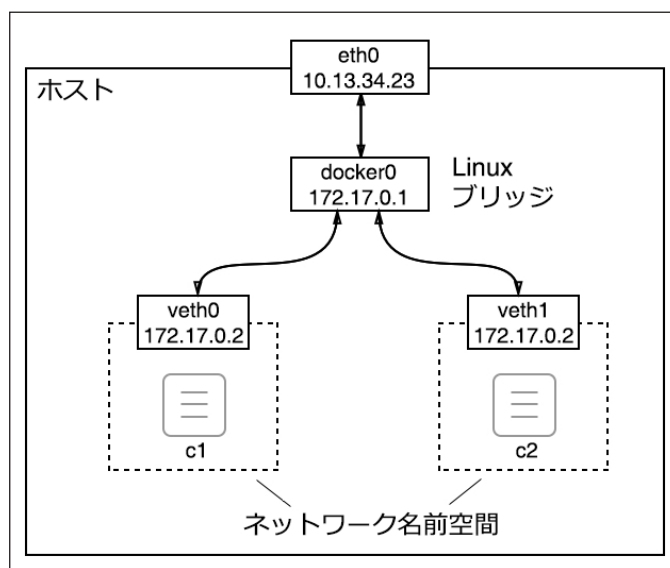 eth0
10.13.34.23
ホスト
docker0
172.17.0.1
Linux
ブリッジ
veth0
172.17.0.2
veth1
172.17.0.2
c1
c2
ネットワーク名前空間